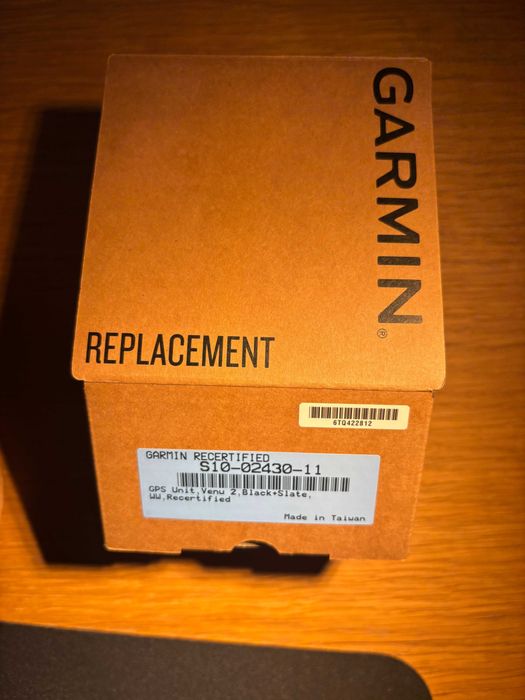 GARMIN®
REPLACEMENT
6TQ422812
GARMIN RECERTIFIED
S10-02430-11
GPS Unit,Venu 2,Black+Slate,
WW,Recertified
Made in Taiwan